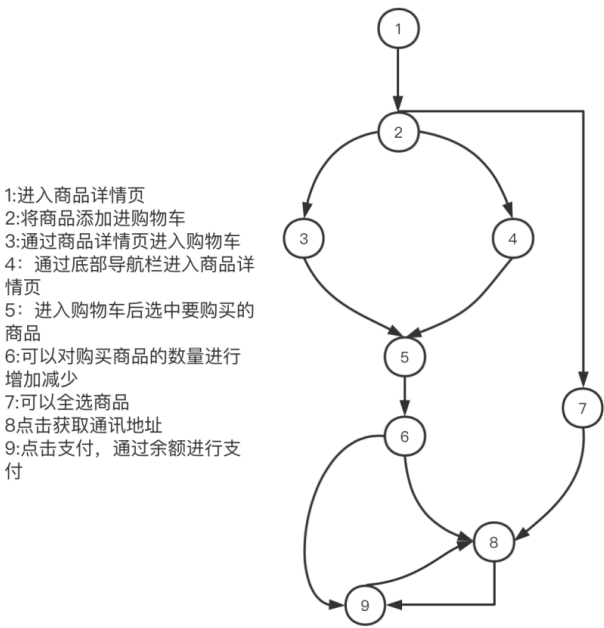 1
2
3
4
5
6
7
8
9
1:进入商品详情页
2:将商品添加进购物车
3:通过商品详情页进入购物车
4：通过底部导航栏进入商品详
情页
5：进入购物车后选中要购买的
商品
6:可以对购买商品的数量进行
增加减少
7:可以全选商品
8点击获取通讯地址
9:点击支付，通过余额进行支
付